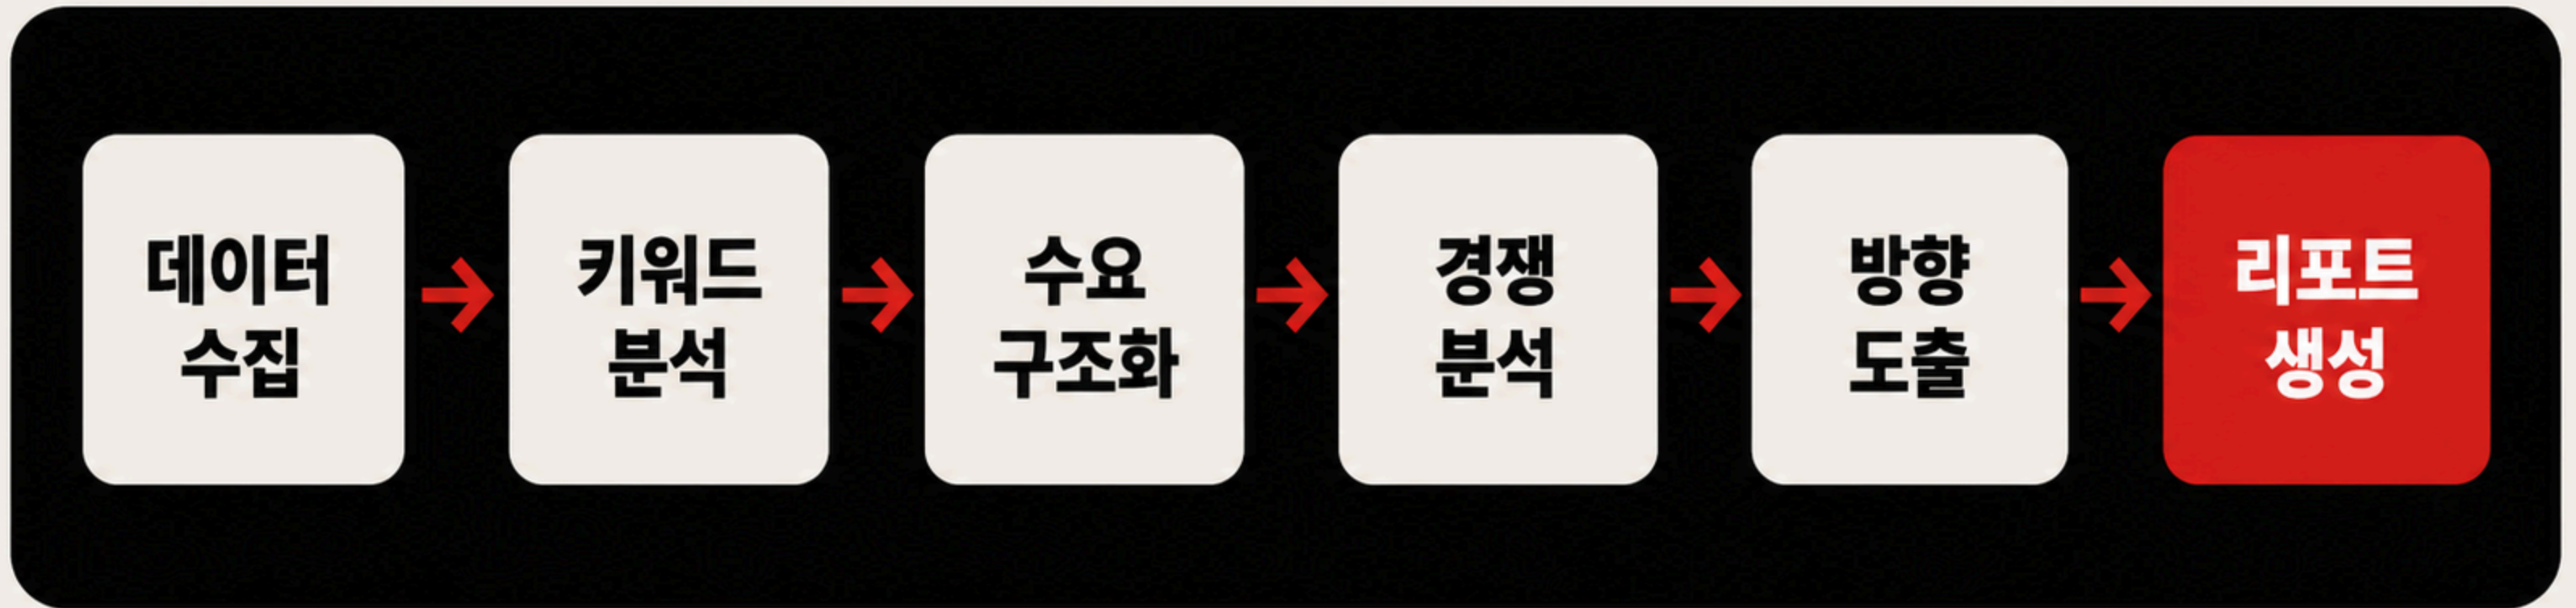 데이터
수집
키워드
분석
수요
구조화
경쟁
분석
방향
도출
리포트
생성